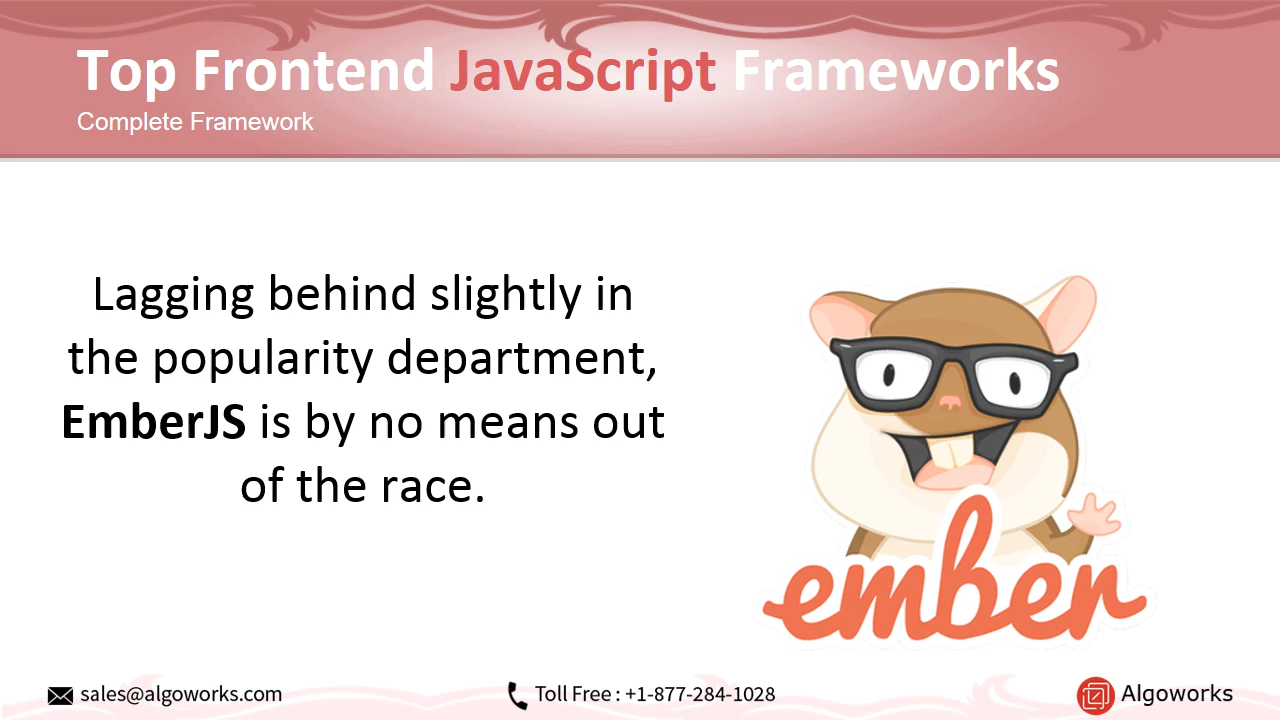 Top Frontend JavaScript Frameworks
Complete Framework
Lagging behind slightly in
the popularity department,
EmberJS is by no means out
of the race.
ember
sales@algoworks.com
Toll Free : +1-877-284-1028
Algoworks